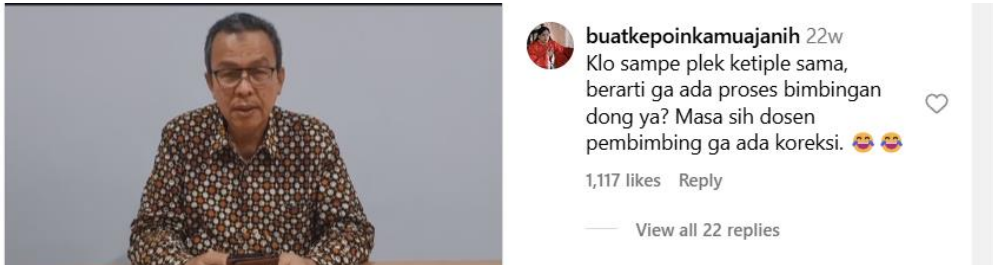 buatkepoinkamuajanih 22w
Klo sampe plek ketiple sama,
berarti ga ada proses bimbingan
dong ya? Masa sih dosen
pembimbing ga ada koreksi. 😂 😂
1,117 likes Reply
View all 22 replies